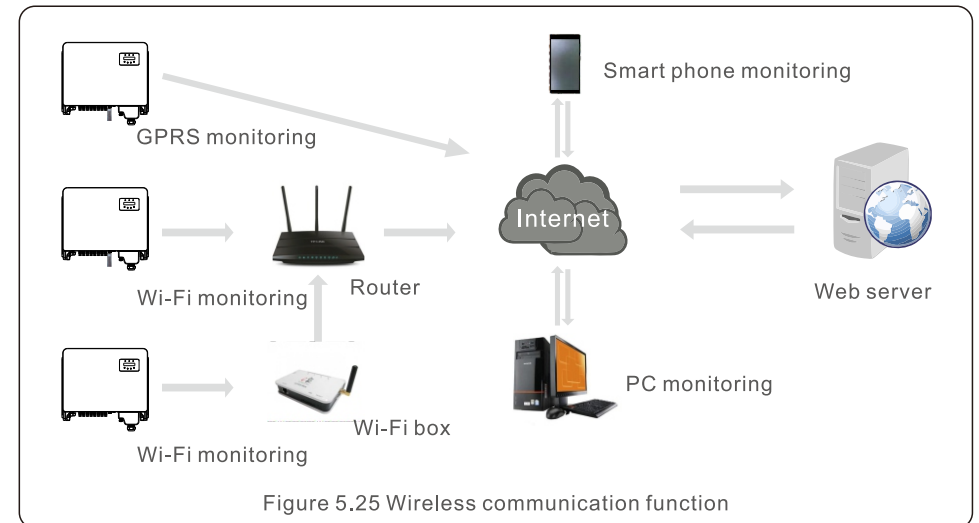 Smart phone monitoring
GPRS monitoring
Internet
Wi-Fi monitoring
Router
Web server
PC monitoring
Wi-Fi box
Wi-Fi monitoring
Figure 5.25 Wireless communication function